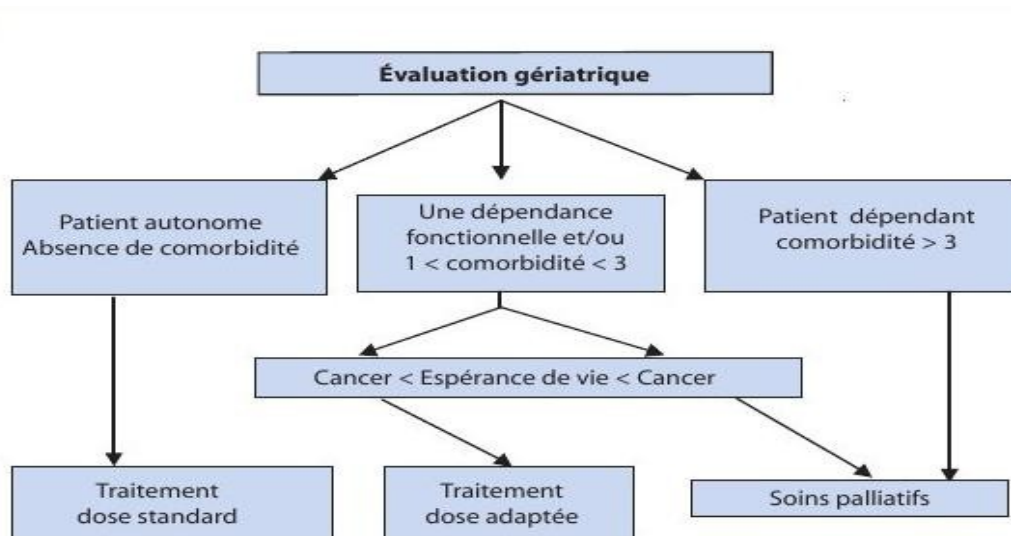 Évaluation gériatrique
Patient autonome
Absence de comorbidité
Une dépendance
fonctionnelle et/ou
1 < comorbidité < 3
Patient dépendant
comorbidité > 3
Cancer < Espérance de vie < Cancer
Traitement
dose standard
Traitement
dose adaptée
Soins palliatifs